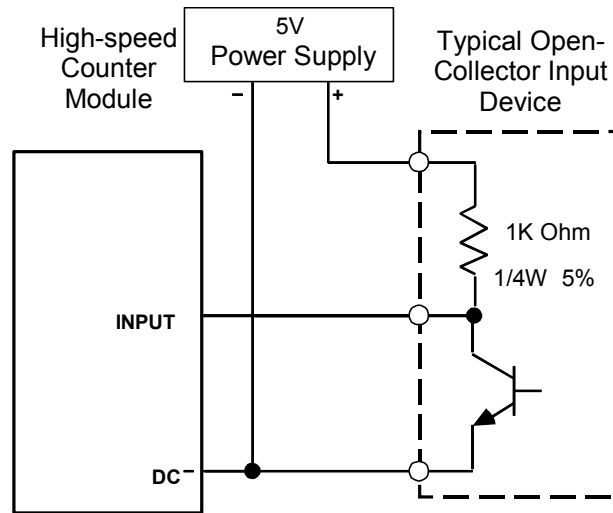 High-speed
Counter
Module
5V
Power Supply
–
+
Typical Open-
Collector Input
Device
1K Ohm
1/4W 5%
INPUT
DC–